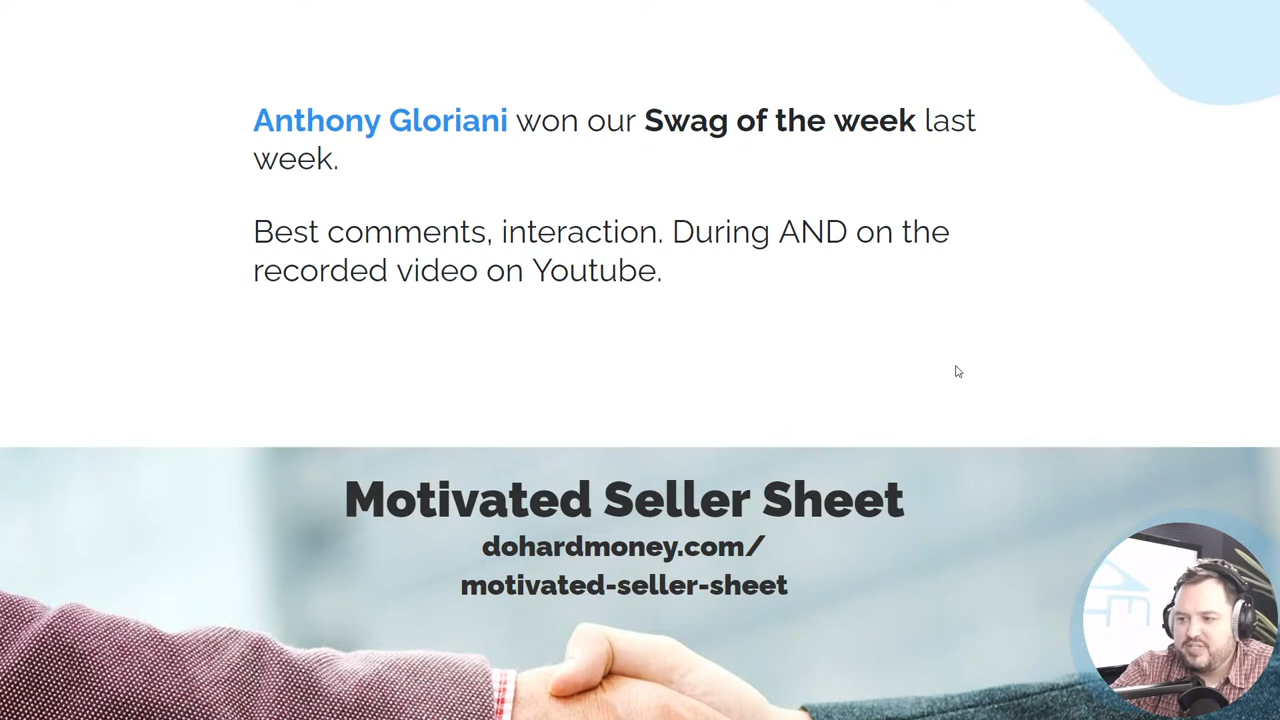 Anthony Gloriani won our Swag of the week last
week.
Best comments, interaction. During AND on the
recorded video on Youtube.
Motivated Seller Sheet
dohardmoney.com/
motivated-seller-sheet